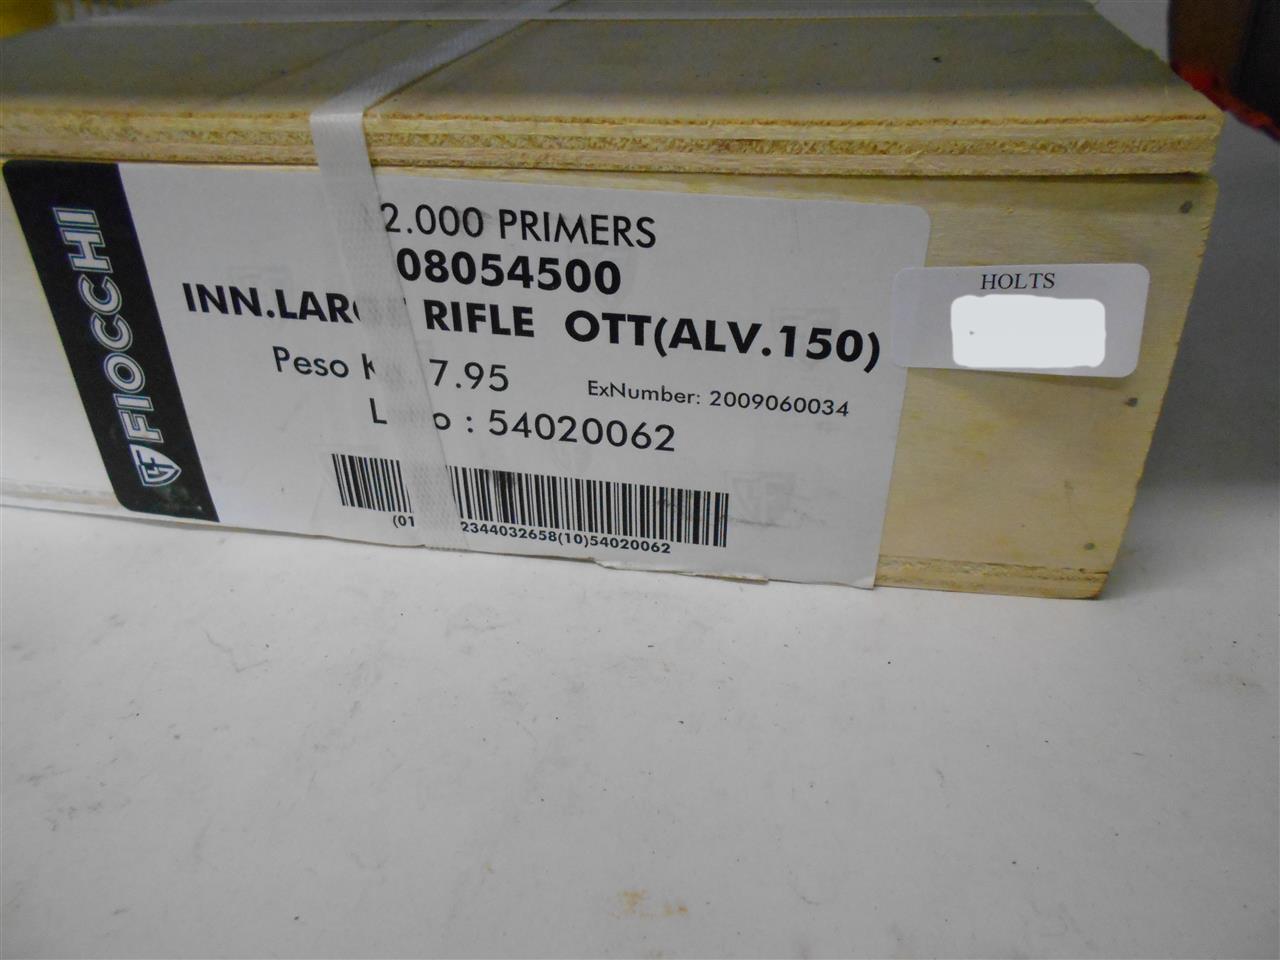 FIOCCHI
2.000 PRIMERS
08054500
INN.LARG RIFLE OTT(ALV.150)
Peso K 7.95
ExNumber: 2009060034
L o : 54020062
(01 2344032658(10)54020062
HOLTS